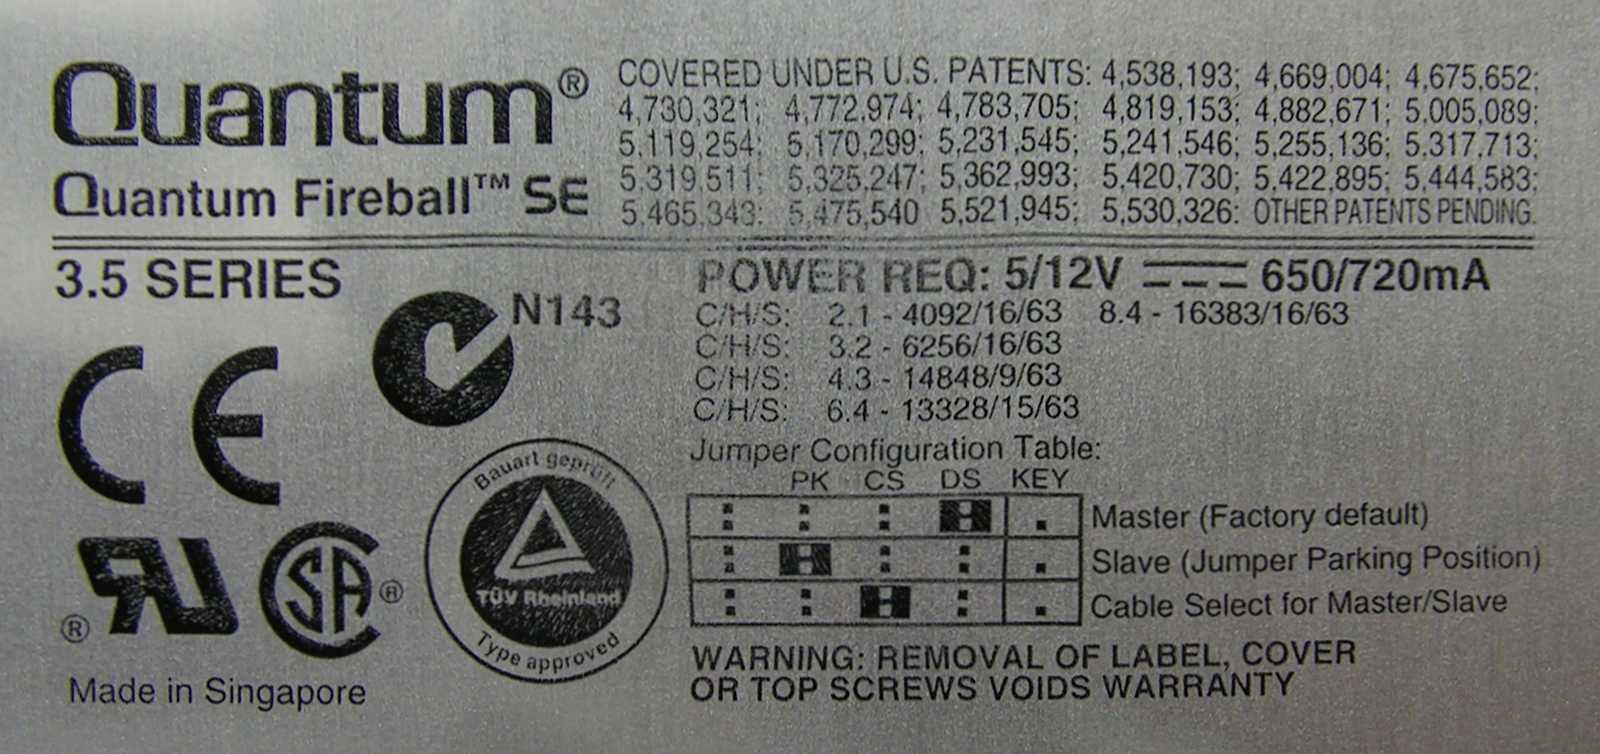 Quantum®
Quantum Fireball™ SE
COVERED UNDER U.S. PATENTS: 4,538,193; 4,669,004; 4,675,652;
4,730,321; 4,772,974; 4,783,705; 4,819,153; 4,882,671; 5,005,089;
5,119,254; 5,170,299; 5,231,545; 5,241,546; 5,255,136; 5,317,713;
5,319,511; 5,325,247; 5,362,993; 5,420,730; 5,422,895; 5,444,583;
5,465,343; 5,475,540 5,521,945; 5,530,326: OTHER PATENTS PENDING.
3.5 SERIES
N143
CE
Bauart geprüft
TÜV Rheinland
Type approved
RU®
SA®
Made in Singapore
POWER REQ: 5/12V 650/720mA
C/H/S: 2.1 - 4092/16/63 8.4 - 16383/16/63
C/H/S: 3.2 - 6256/16/63
C/H/S: 4.3 - 14848/9/63
C/H/S: 6.4 - 13328/15/63
Jumper Configuration Table:
PK CS DS KEY
Master (Factory default)
Slave (Jumper Parking Position)
Cable Select for Master/Slave
WARNING: REMOVAL OF LABEL, COVER
OR TOP SCREWS VOIDS WARRANTY